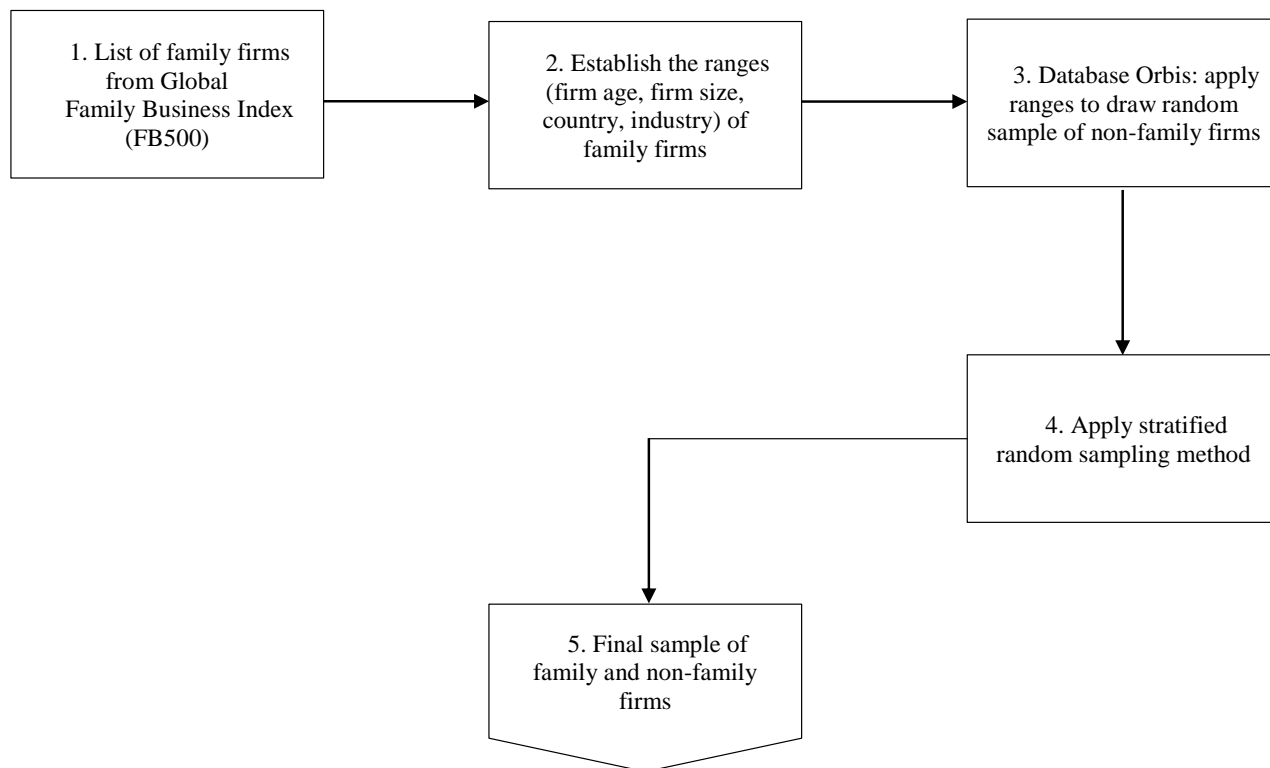 1. List of family firms
from Global
Family Business Index
(FB500)
2. Establish the ranges
(firm age, firm size,
country, industry) of
family firms
3. Database Orbis: apply
ranges to draw random
sample of non-family firms
4. Apply stratified
random sampling method
5. Final sample of
family and non-family
firms